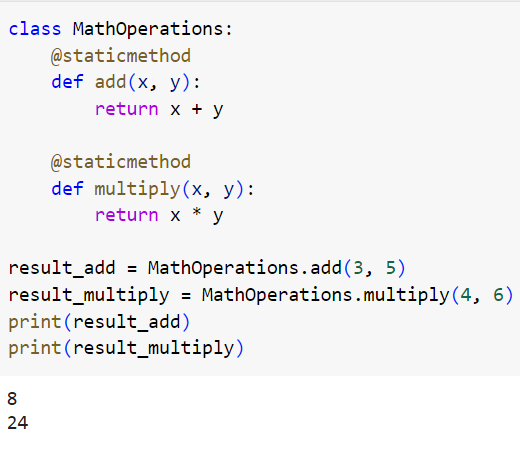 class MathOperations:
    @staticmethod
    def add(x, y):
        return x + y

    @staticmethod
    def multiply(x, y):
        return x * y

result_add = MathOperations.add(3, 5)
result_multiply = MathOperations.multiply(4, 6)
print(result_add)
print(result_multiply)
8
24